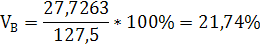 V_B = 27,7263 / 127,5 * 100% = 21,74%